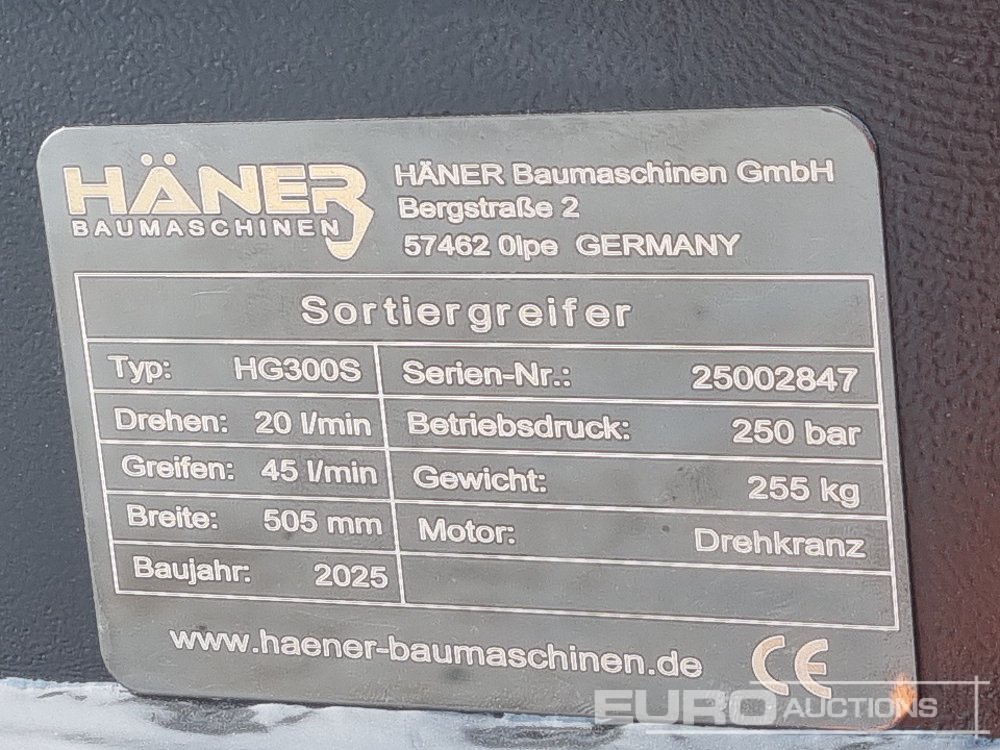 HÄNER
BAUMASCHINEN
HÄNER Baumaschinen GmbH
Bergstraße 2
57462 Olpe GERMANY
Sortiergreifer
Typ: HG300S Serien-Nr.: 25002847
Drehen: 20 l/min Betriebsdruck: 250 bar
Greifen: 45 l/min Gewicht: 255 kg
Breite: 505 mm Motor: Drehkranz
Baujahr: 2025
www.haener-baumaschinen.de CE
EURO AUCTIONS